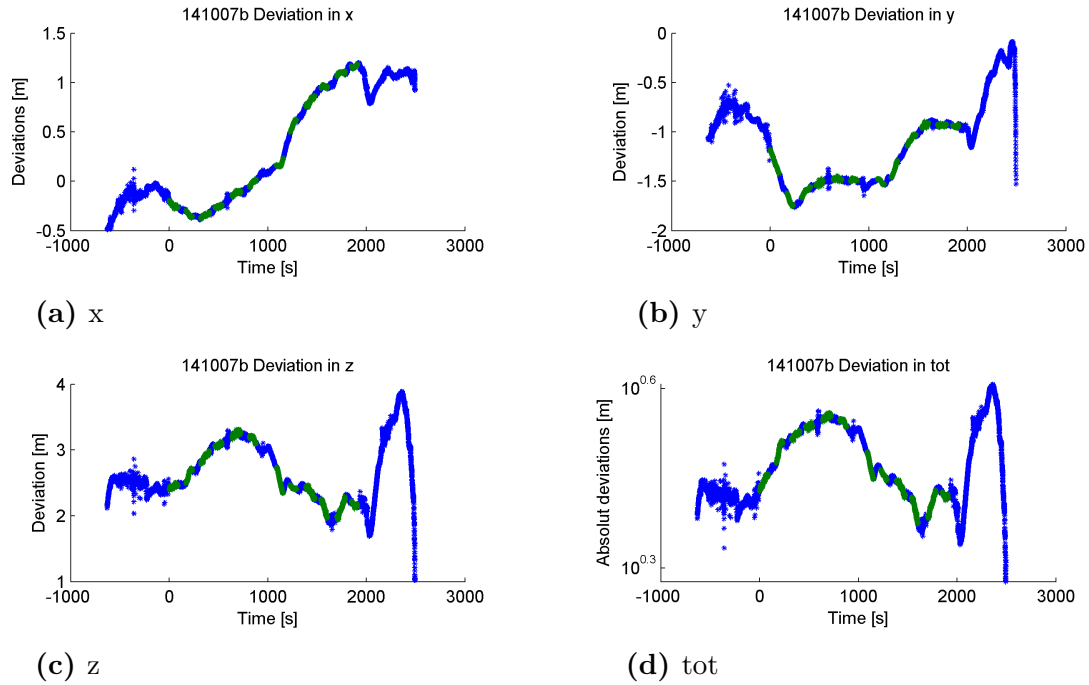 141007b Deviation in x
Deviations [m]
1.5
1
0.5
0
-0.5
-1000
0
1000
2000
3000
Time [s]
(a) x
141007b Deviation in y
Deviation [m]
0
-0.5
-1
-1.5
-2
-1000
0
1000
2000
3000
Time [s]
(b) y
141007b Deviation in z
Deviation [m]
4
3
2
1
-1000
0
1000
2000
3000
Time [s]
(c) z
141007b Deviation in tot
Absolut deviations [m]
10^0.6
10^0.3
-1000
0
1000
2000
3000
Time [s]
(d) tot